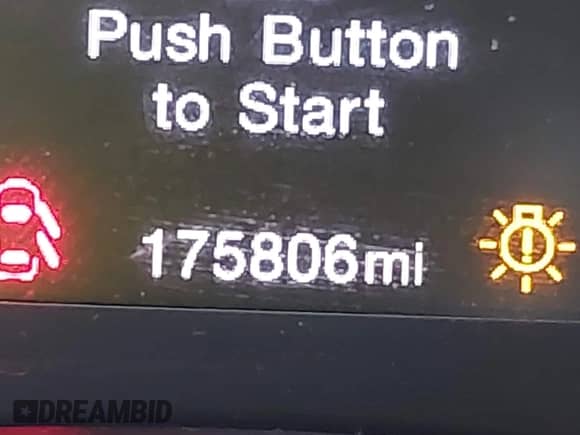 Push Button
to Start
175806mi
DREAMBID